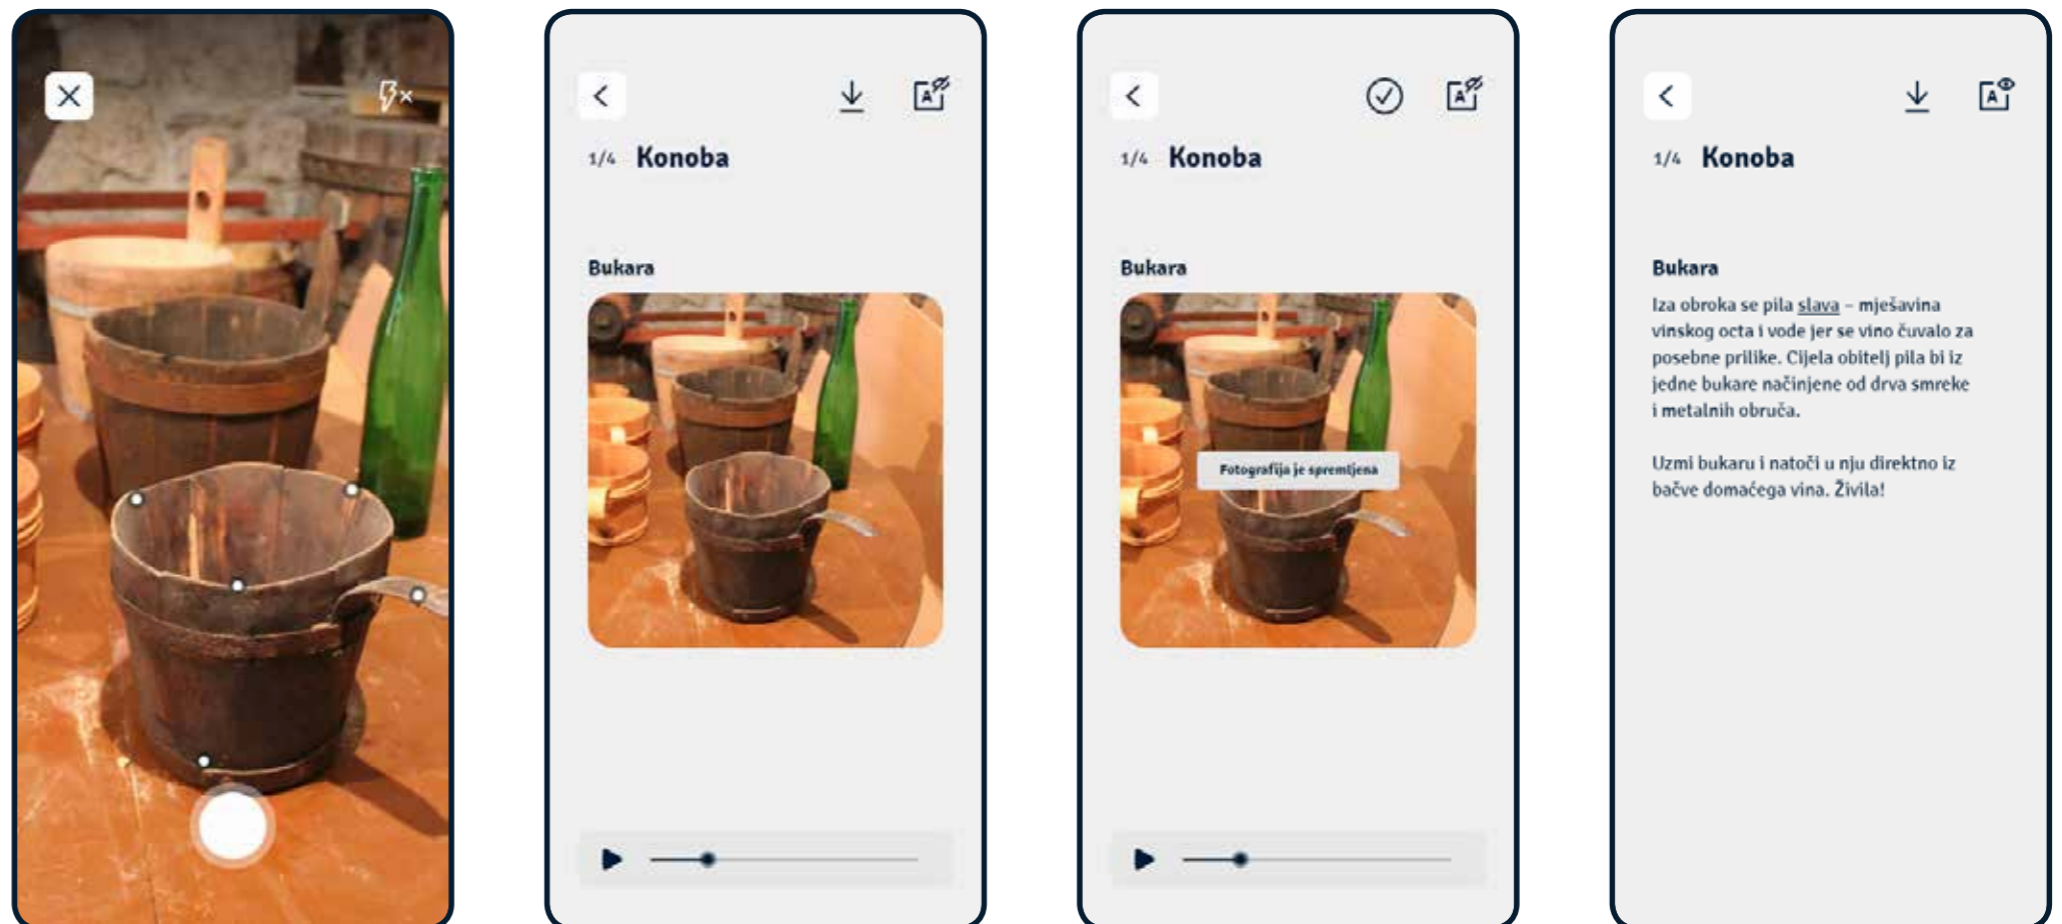 1/4 Konoba
Bukara
1/4 Konoba
Bukara
Fotografija je spremljena
1/4 Konoba
Bukara
Iza obroka se pila slava – mješavina
vinskog octa i vode jer se vino čuvalo za
posebne prilike. Cijela obitelj pila bi iz
jedne bukare načinjene od drva smreke
i metalnih obruča.
Uzmi bukaru i natoči u nju direktno iz
bačve domaćega vina. Živila!